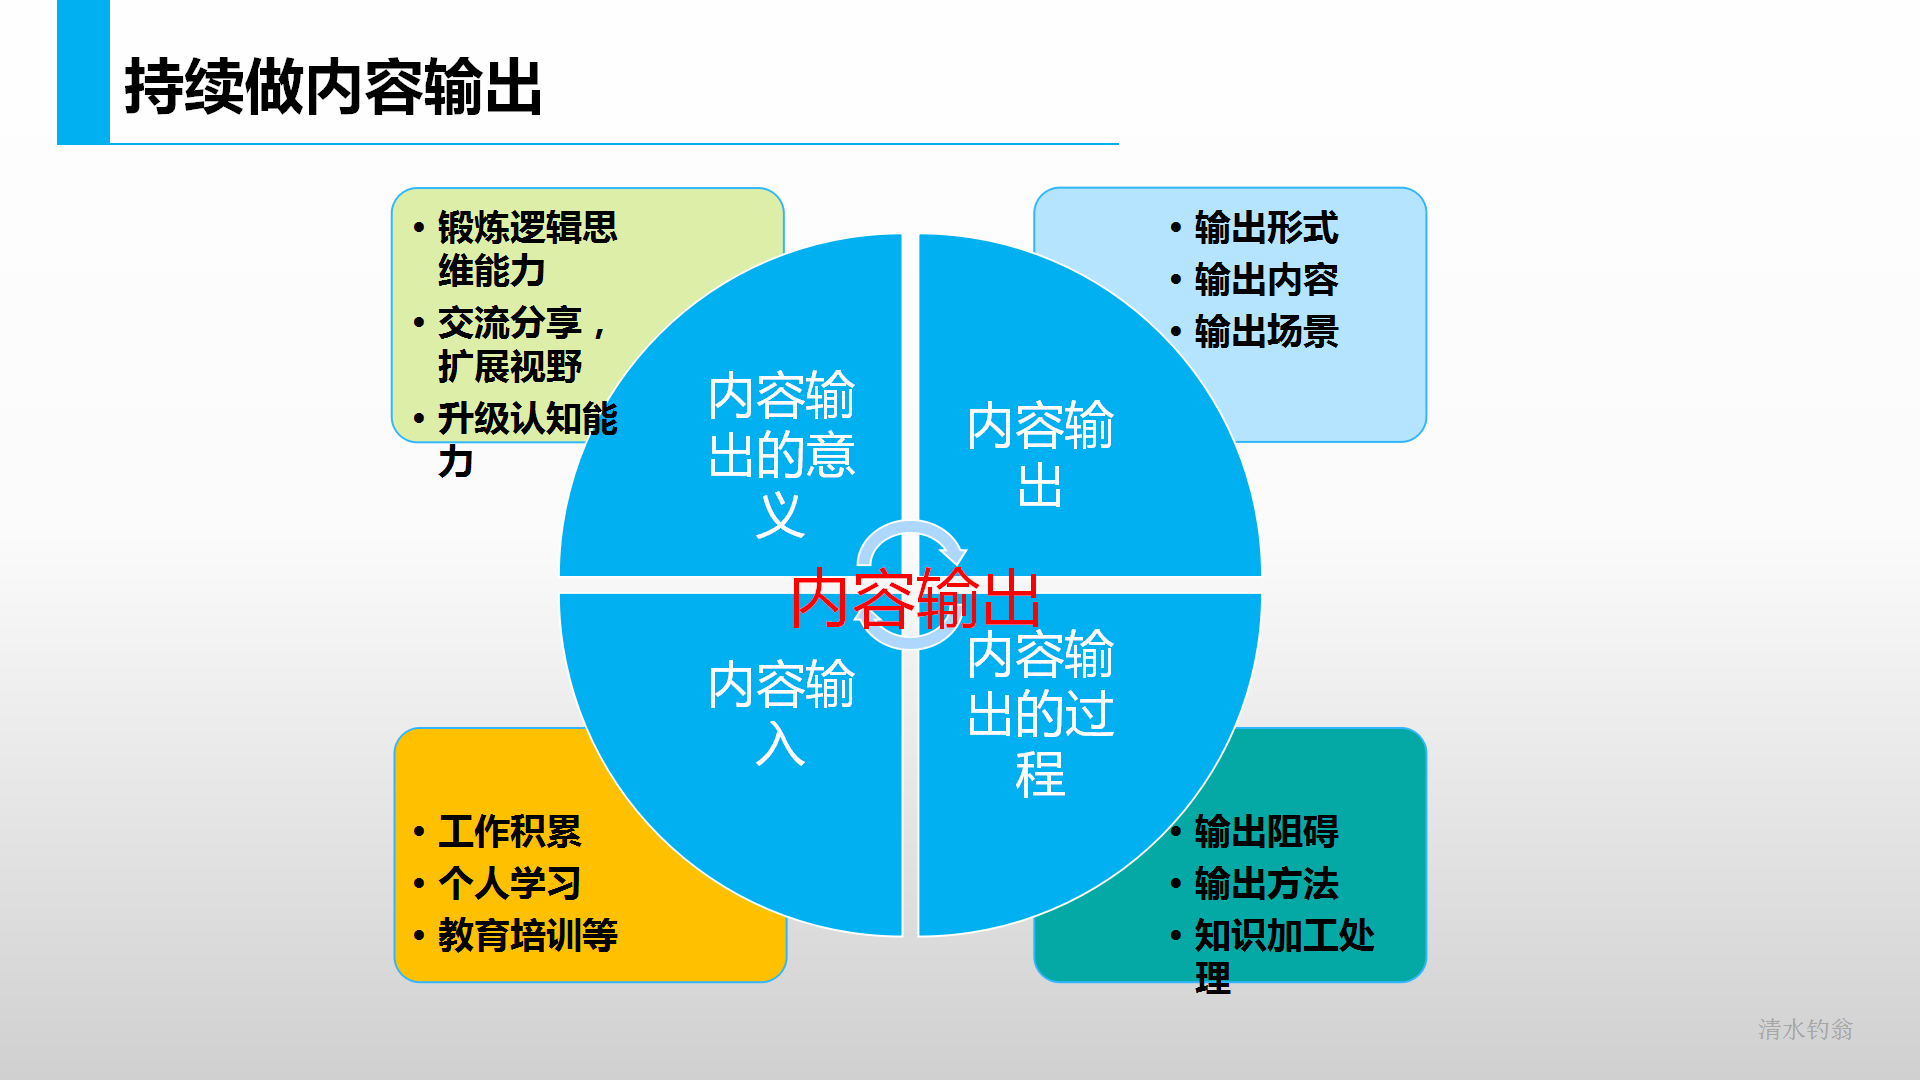 持续做内容输出
• 锻炼逻辑思
维能力
• 交流分享，
扩展视野
• 升级认知能
力
• 输出形式
• 输出内容
• 输出场景
内容输
出的意
义
内容输
出
内容输出
内容输
入
内容输
出的过
程
• 工作积累
• 个人学习
• 教育培训等
• 输出阻碍
• 输出方法
• 知识加工处
理
清水钓翁